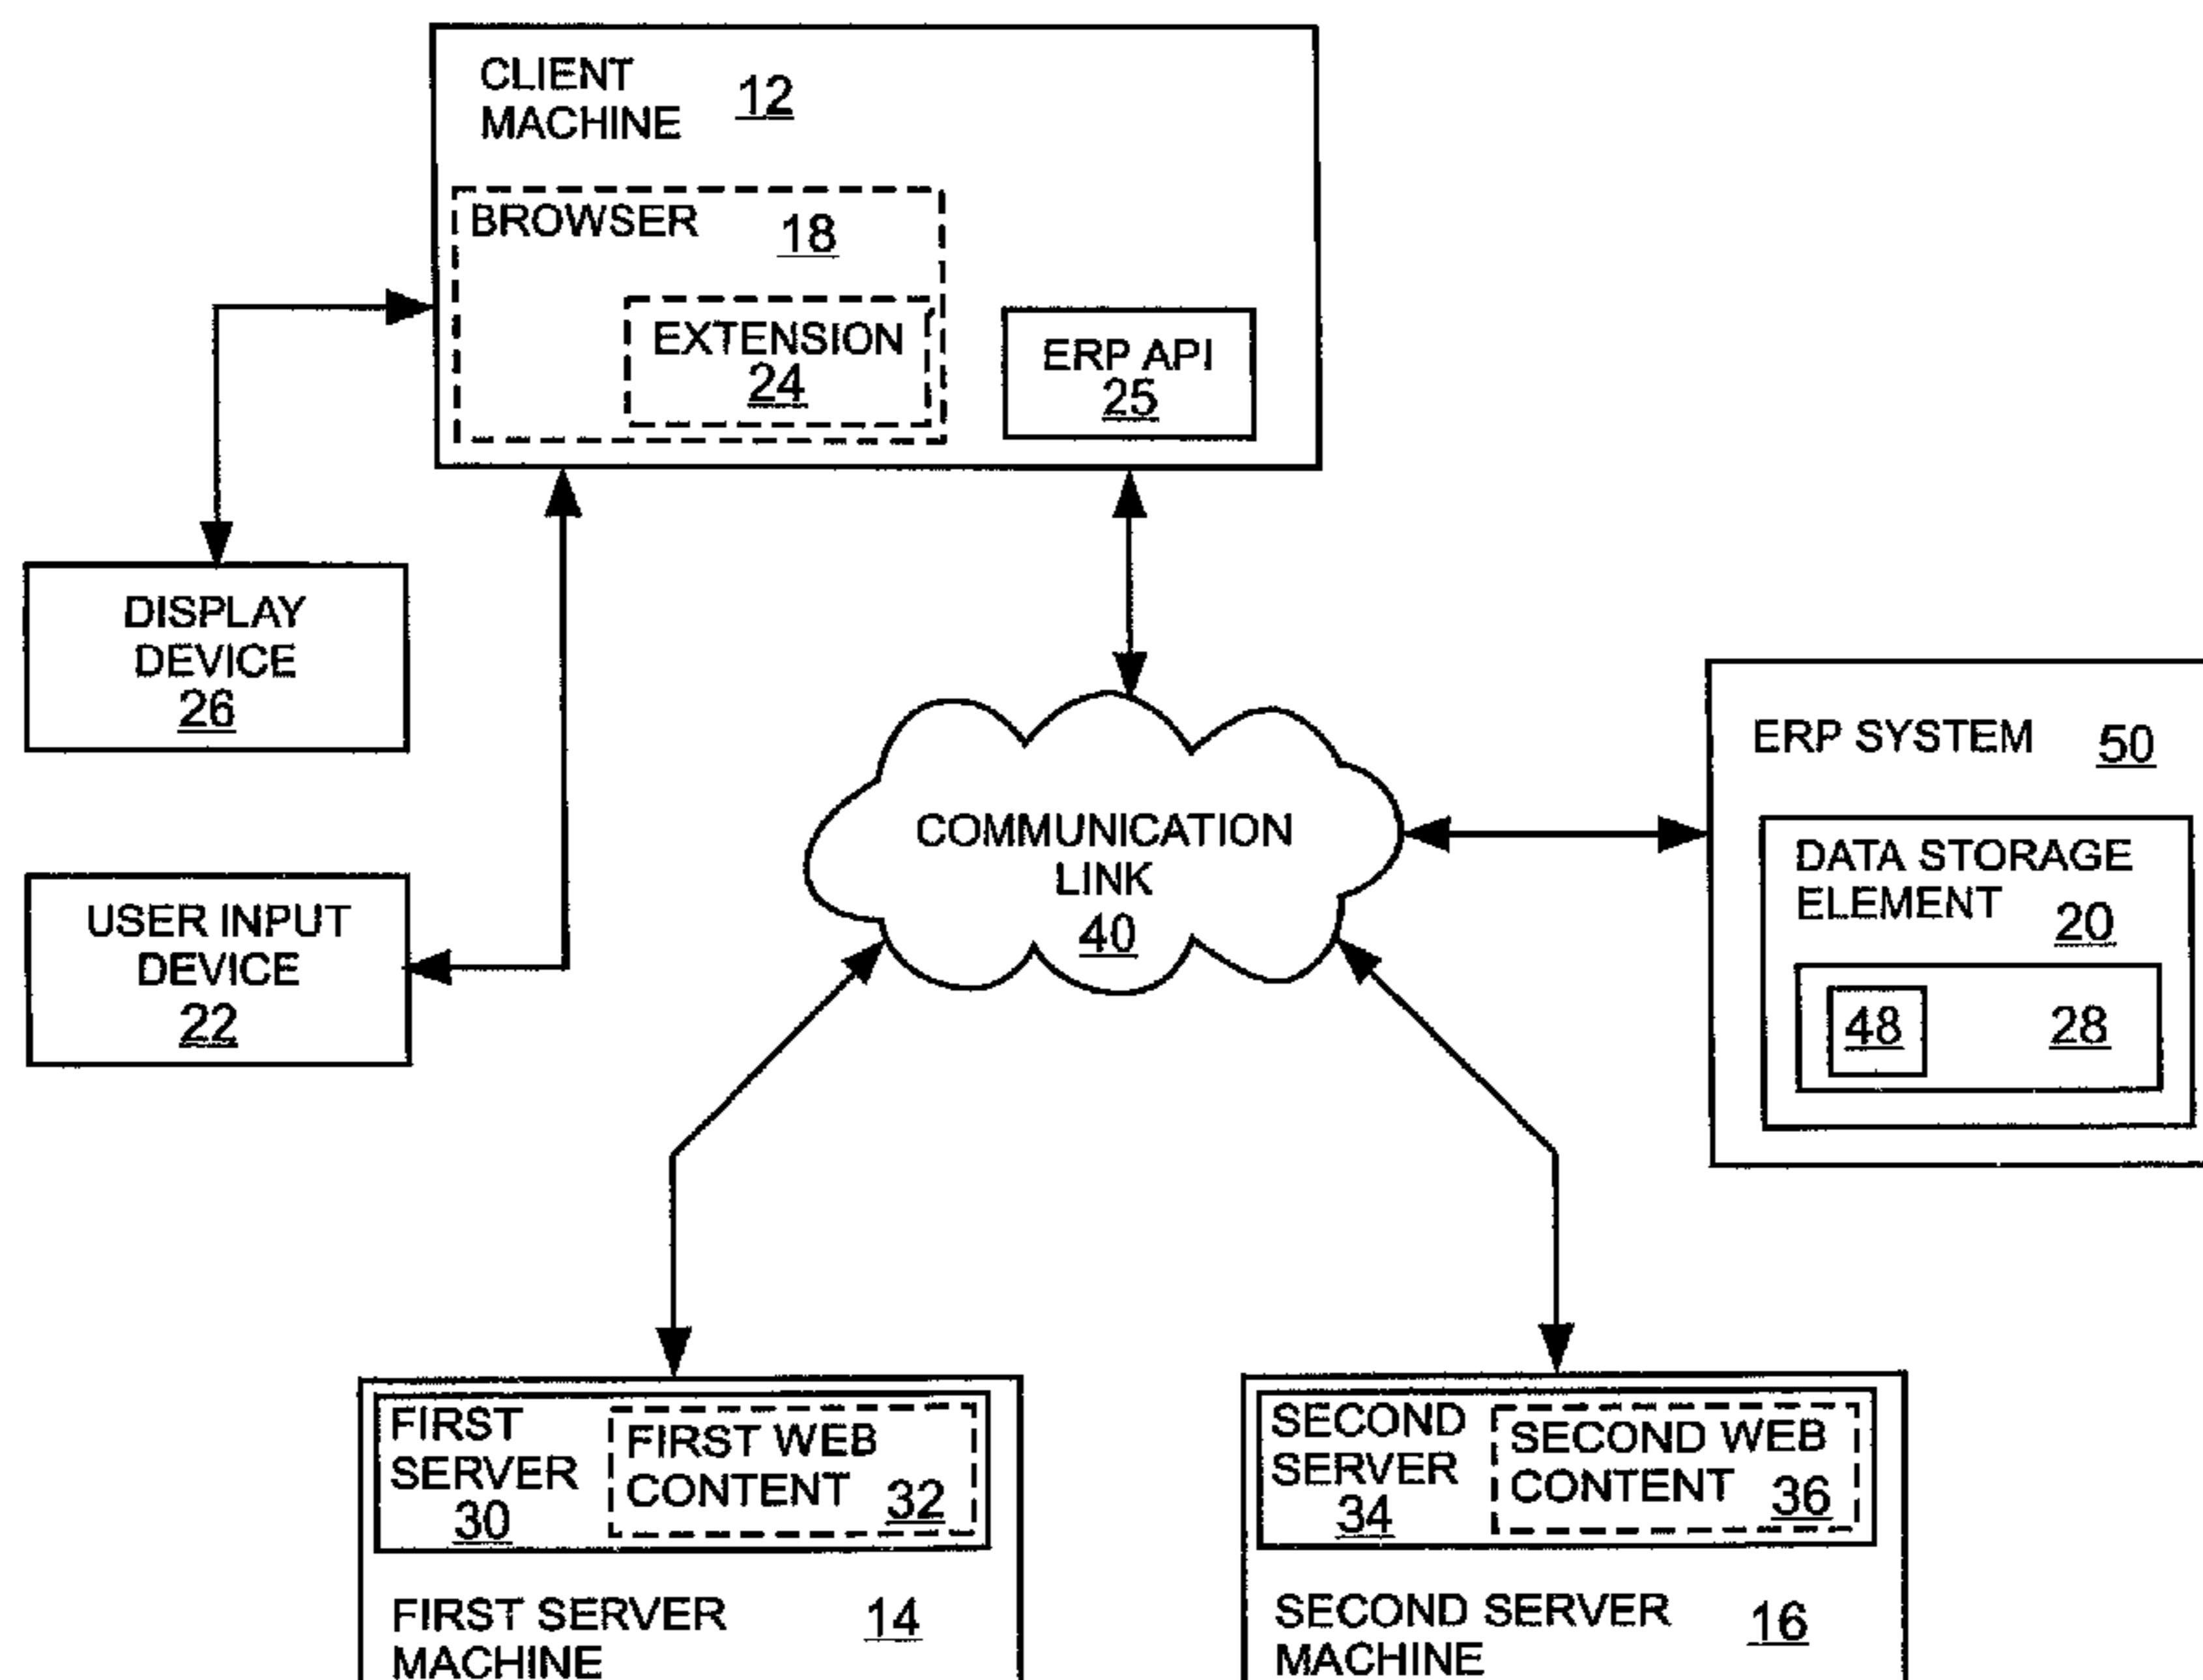 CLIENT
MACHINE 12
BROWSER 18
EXTENSION
24
ERP API
25
DISPLAY
DEVICE
26
USER INPUT
DEVICE
22
COMMUNICATION
LINK
40
ERP SYSTEM 50
DATA STORAGE
ELEMENT 20
48 28
FIRST
SERVER
30
FIRST WEB
CONTENT 32
FIRST SERVER
MACHINE 14
SECOND
SERVER
34
SECOND WEB
CONTENT 36
SECOND SERVER
MACHINE 16